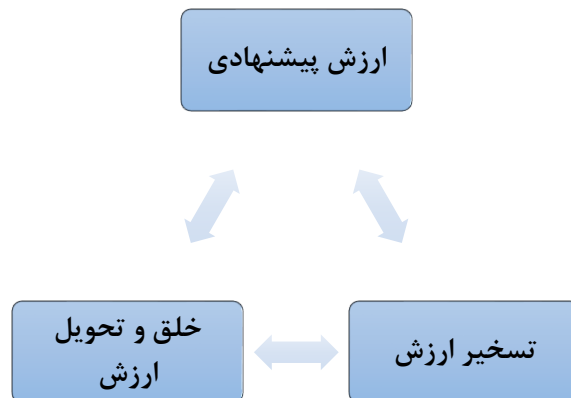 ارزش پیشنهادی
تسخیر ارزش
خلق و تحویل
ارزش